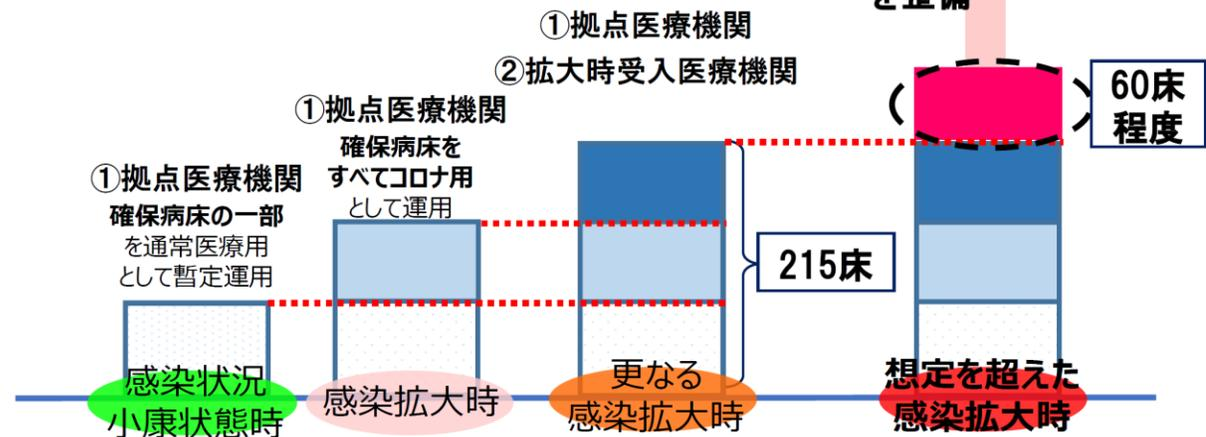 を整備
①拠点医療機関
②拡大時受入医療機関
60床
程度
①拠点医療機関
確保病床を
すべてコロナ用
として運用
①拠点医療機関
確保病床の一部
を通常医療用
として暫定運用
215床
感染状況
小康状態時
感染拡大時
更なる
感染拡大時
想定を超えた
感染拡大時